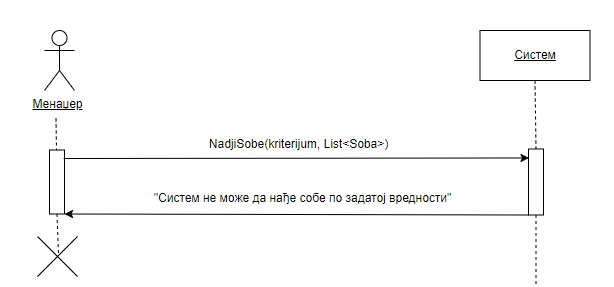 Систем
Менаџер
NadjiSobe(kriterijum, List<Soba>)
"Систем не може да нађе собе по задатој вредности"